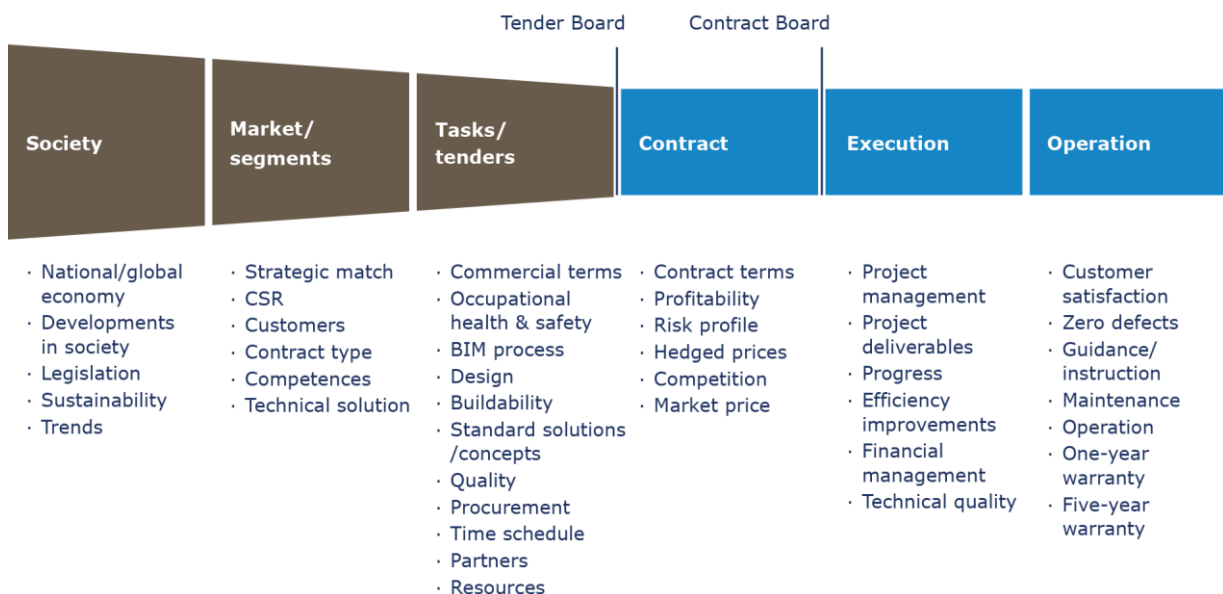 Tender Board
Contract Board
Society
Market/
segments
Tasks/
tenders
Contract
Execution
Operation
· National/global
economy
· Developments
in society
· Legislation
· Sustainability
· Trends
· Strategic match
· CSR
· Customers
· Contract type
· Competences
· Technical solution
· Commercial terms
· Occupational
health & safety
· BIM process
· Design
· Buildability
· Standard solutions
/concepts
· Quality
· Procurement
· Time schedule
· Partners
· Resources
· Contract terms
· Profitability
· Risk profile
· Hedged prices
· Competition
· Market price
· Project
management
· Project
deliverables
· Progress
· Efficiency
improvements
· Financial
management
· Technical quality
· Customer
satisfaction
· Zero defects
· Guidance/
instruction
· Maintenance
· Operation
· One-year
warranty
· Five-year
warranty